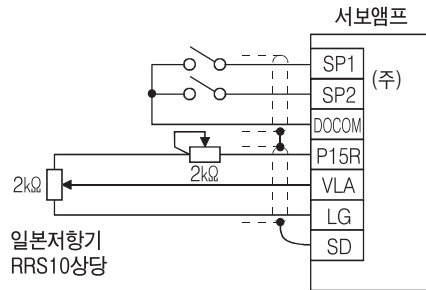 서보앰프
SP1
(주)
SP2
DOCOM
P15R
2kΩ
2kΩ
VLA
LG
일본저항기
SD
RRS10상당